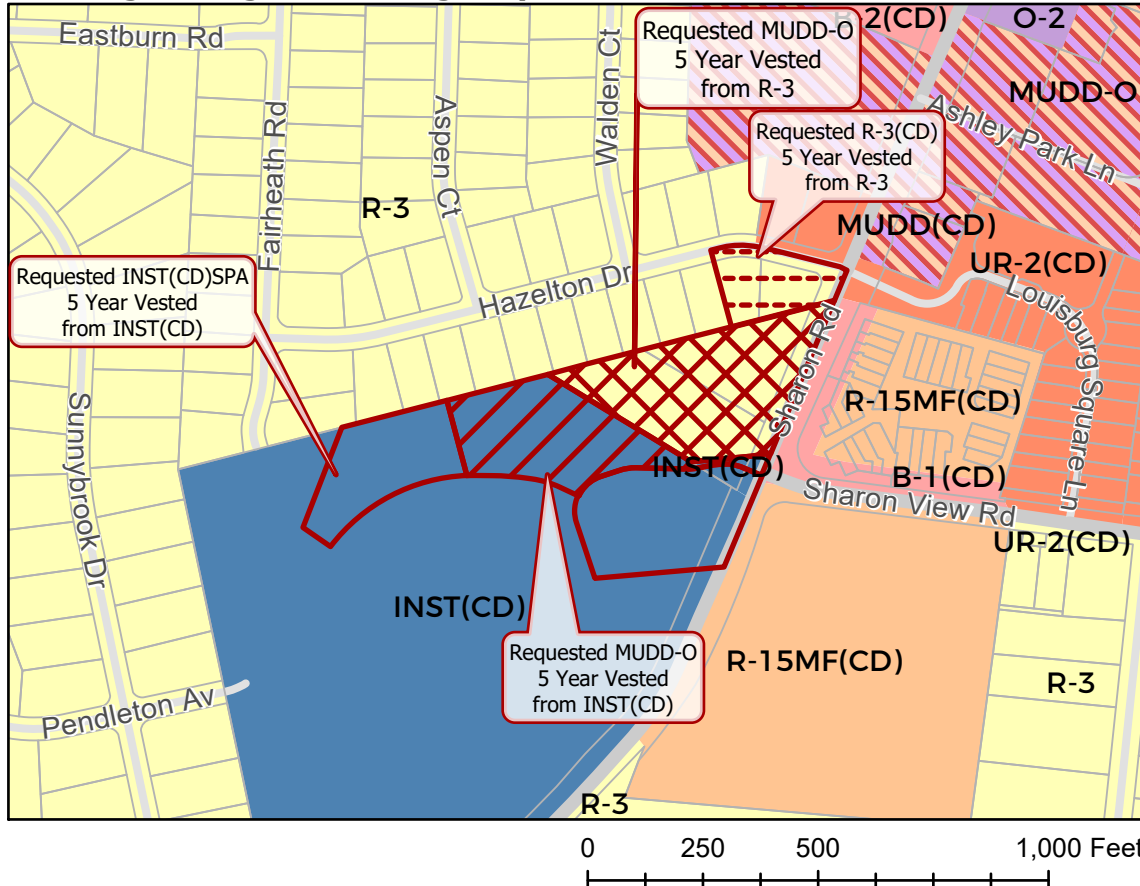 Eastburn Rd
Fairheath Rd
Aspen Ct
Walden Ct
Requested MUDD-O
5 Year Vested
from R-3
O-2
MUDD-O
Ashley Park Ln
Requested R-3(CD)
5 Year Vested
from R-3
R-3
MUDD(CD)
UR-2(CD)
Requested INST(CD)SPA
5 Year Vested
from INST(CD)
Hazelton Dr
Louisburg Square Ln
Sharon Rd
R-15MF(CD)
Sunnybrook Dr
INST(CD)
B-1(CD)
Sharon View Rd
UR-2(CD)
INST(CD)
Requested MUDD-O
5 Year Vested
from INST(CD)
R-15MF(CD)
R-3
Pendleton Av
R-3
0 250 500 1,000 Feet